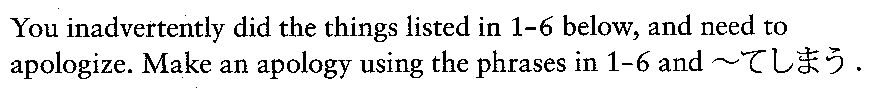 You inadvertently did the things listed in 1–6 below, and need to
apologize. Make an apology using the phrases in 1–6 and ～てしまう.